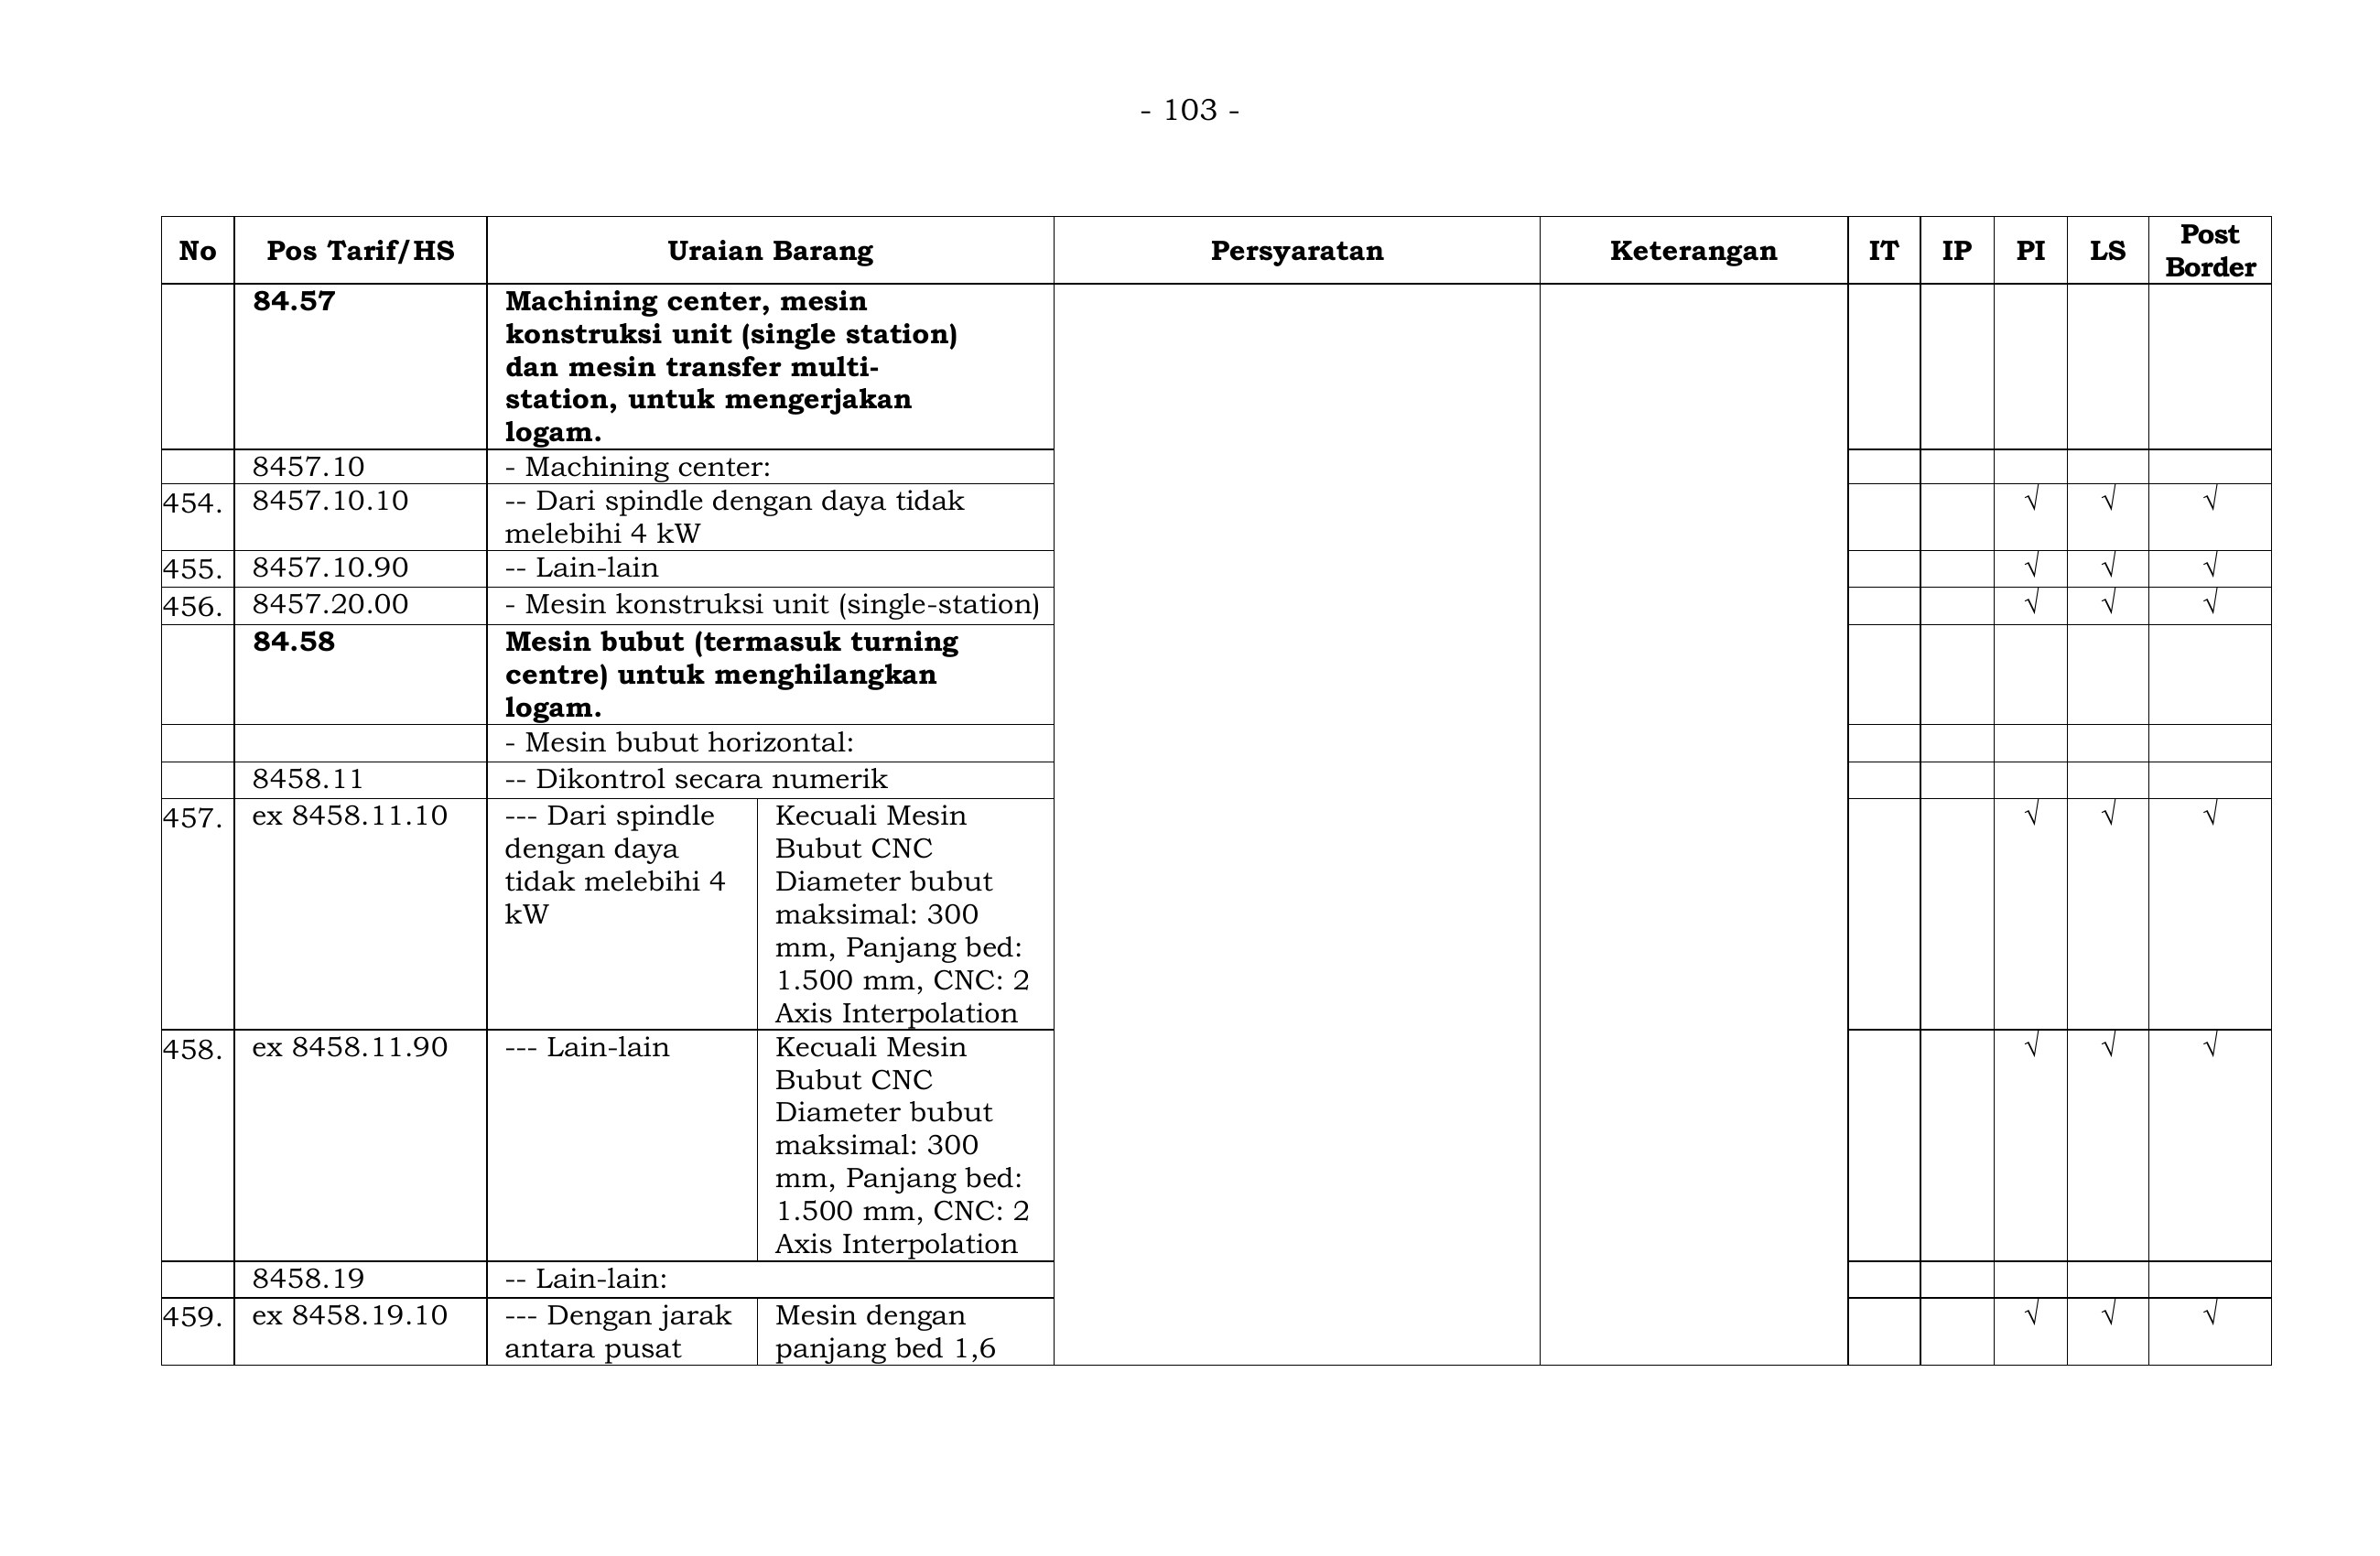 - 103 -
No Pos Tarif/HS Uraian Barang Persyaratan Keterangan IT IP PI LS Post Border
84.57 Machining center, mesin
konstruksi unit (single station)
dan mesin transfer multi-
station, untuk mengerjakan
logam.
8457.10 - Machining center:
454. 8457.10.10 -- Dari spindle dengan daya tidak √ √ √
melebihi 4 kW
455. 8457.10.90 -- Lain-lain √ √ √
456. 8457.20.00 - Mesin konstruksi unit (single-station) √ √ √
84.58 Mesin bubut (termasuk turning
centre) untuk menghilangkan
logam.
- Mesin bubut horizontal:
8458.11 -- Dikontrol secara numerik
457. ex 8458.11.10 --- Dari spindle Kecuali Mesin √ √ √
dengan daya Bubut CNC
tidak melebihi 4 Diameter bubut
kW maksimal: 300
mm, Panjang bed:
1.500 mm, CNC: 2
Axis Interpolation
458. ex 8458.11.90 --- Lain-lain Kecuali Mesin √ √ √
Bubut CNC
Diameter bubut
maksimal: 300
mm, Panjang bed:
1.500 mm, CNC: 2
Axis Interpolation
8458.19 -- Lain-lain:
459. ex 8458.19.10 --- Dengan jarak Mesin dengan √ √ √
antara pusat panjang bed 1,6